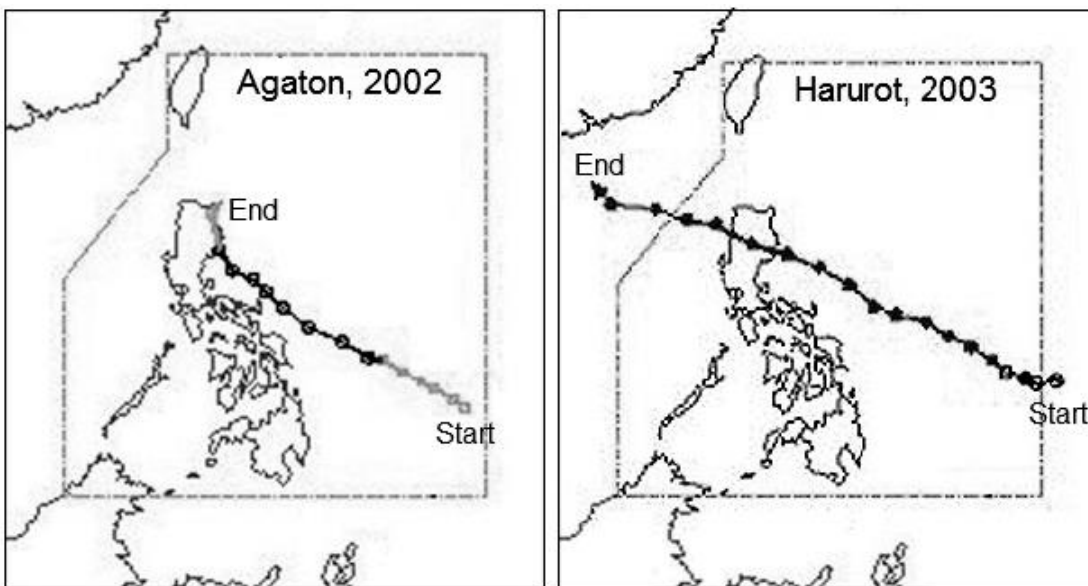 Agaton, 2002
End
Start
Harurot, 2003
End
Start